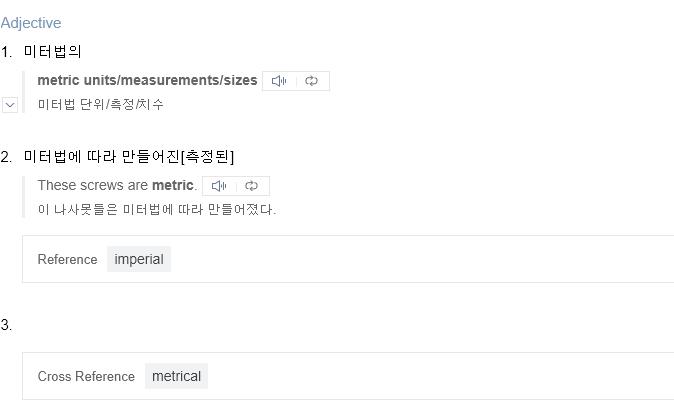 Adjective
1. 미터법의
metric units/measurements/sizes
미터법 단위/측정/치수
2. 미터법에 따라 만들어진[측정된]
These screws are metric.
이 나사못들은 미터법에 따라 만들어졌다.
Reference imperial
3.
Cross Reference metrical